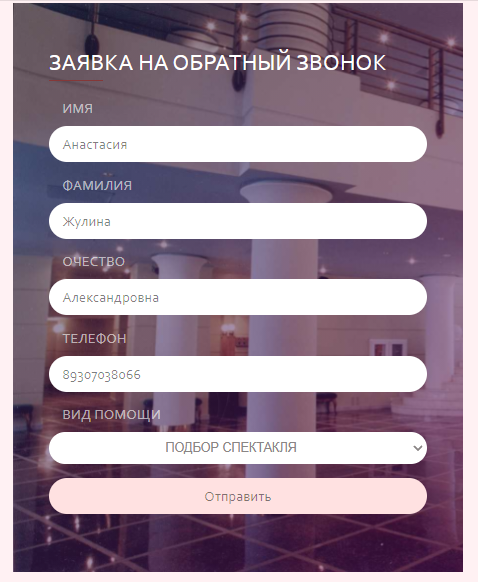 ЗАЯВКА НА ОБРАТНЫЙ ЗВОНОК
ИМЯ
Анастасия
ФАМИЛИЯ
Жулина
ОЧЕСТВО
Александровна
ТЕЛЕФОН
89307038066
ВИД ПОМОЩИ
ПОДБОР СПЕКТАКЛЯ
Отправить